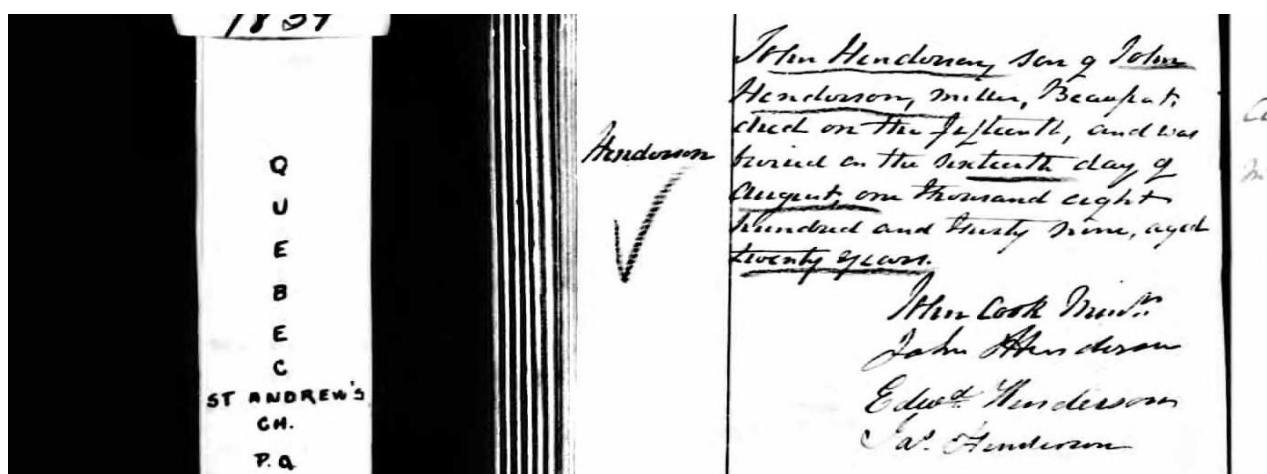 1839
Q
U
E
B
E
C
ST ANDREW'S
CH.
P.Q
Henderson
John Henderson, son of John
Henderson, miller, Beauport,
died on the fifteenth, and was
buried on the sixteenth day of
August, one thousand eight
hundred and thirty nine, aged
twenty years.
John Cook Minr.
John Henderson
Edwd. Henderson
Jas. Henderson